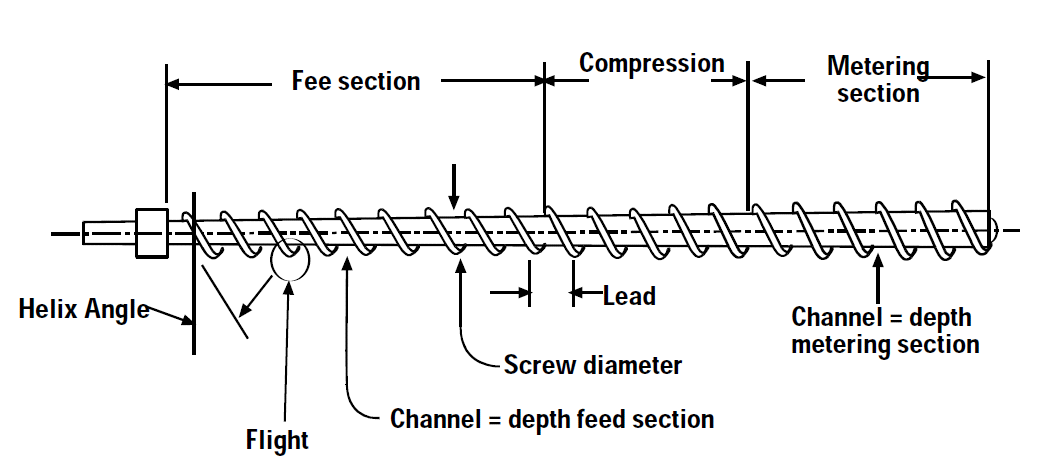 Fee section
Compression
Metering
section
Helix Angle
Lead
Channel = depth
metering section
Screw diameter
Channel = depth feed section
Flight